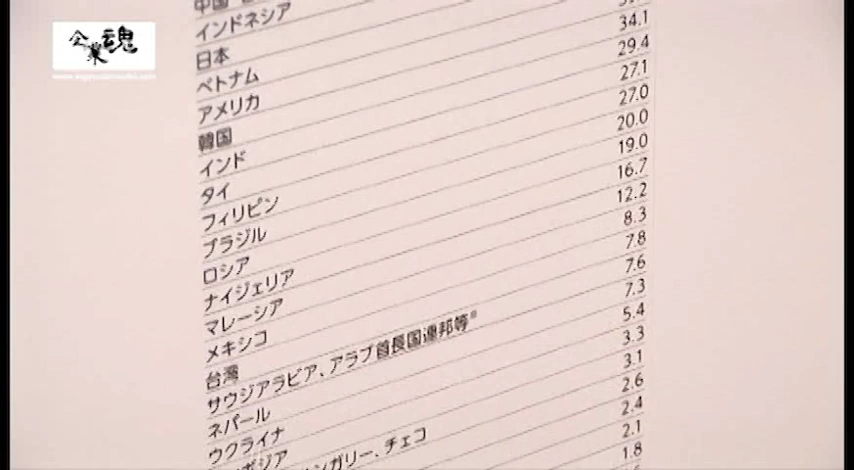 企業魂
インドネシア
日本
ベトナム
アメリカ
韓国 34.1
インド 29.4
タイ 27.1
フィリピン 27.0
ブラジル 20.0
ロシア 19.0
ナイジェリア 16.7
マレーシア 12.2
メキシコ 8.3
台湾 7.8
サウジアラビア、アラブ首長国連邦等※ 7.6
ネパール 7.3
ウクライナ 5.4
ボジア 3.3
ンガリー、チェコ 3.1
2.6
2.4
2.1
1.8